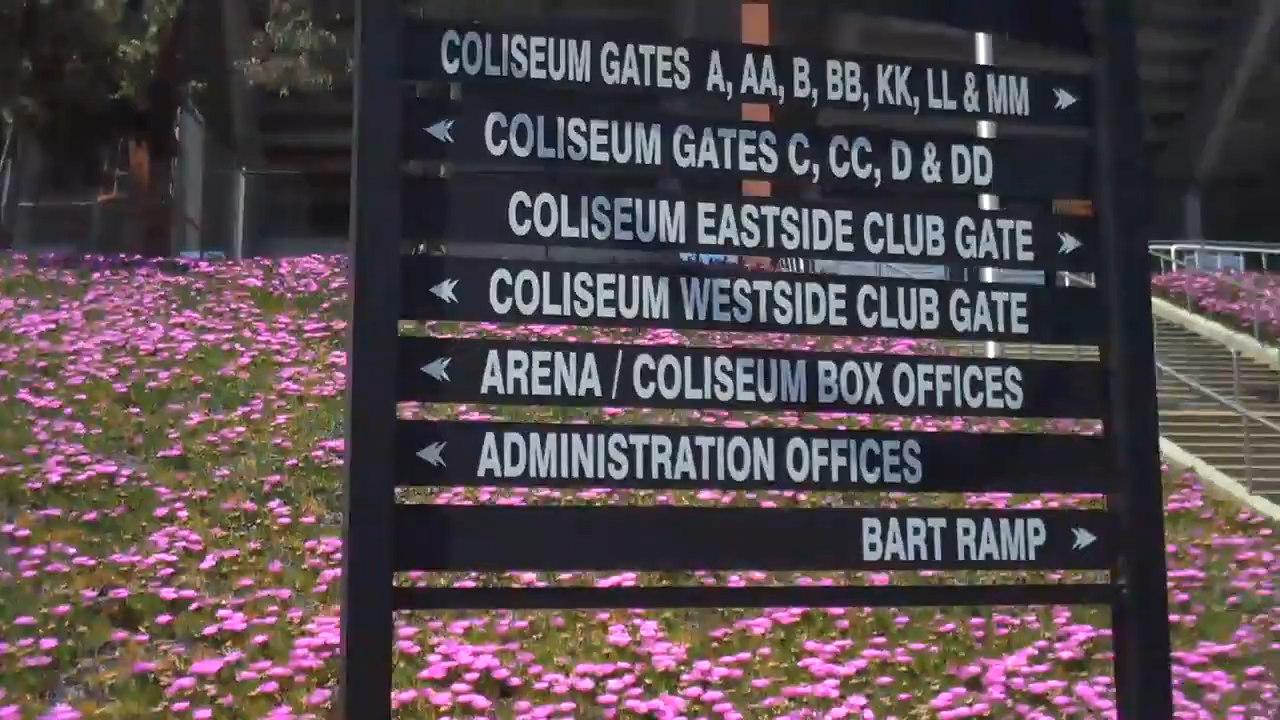 COLISEUM GATES A, AA, B, BB, KK, LL & MM
COLISEUM GATES C, CC, D & DD
COLISEUM EASTSIDE CLUB GATE
COLISEUM WESTSIDE CLUB GATE
ARENA / COLISEUM BOX OFFICES
ADMINISTRATION OFFICES
BART RAMP